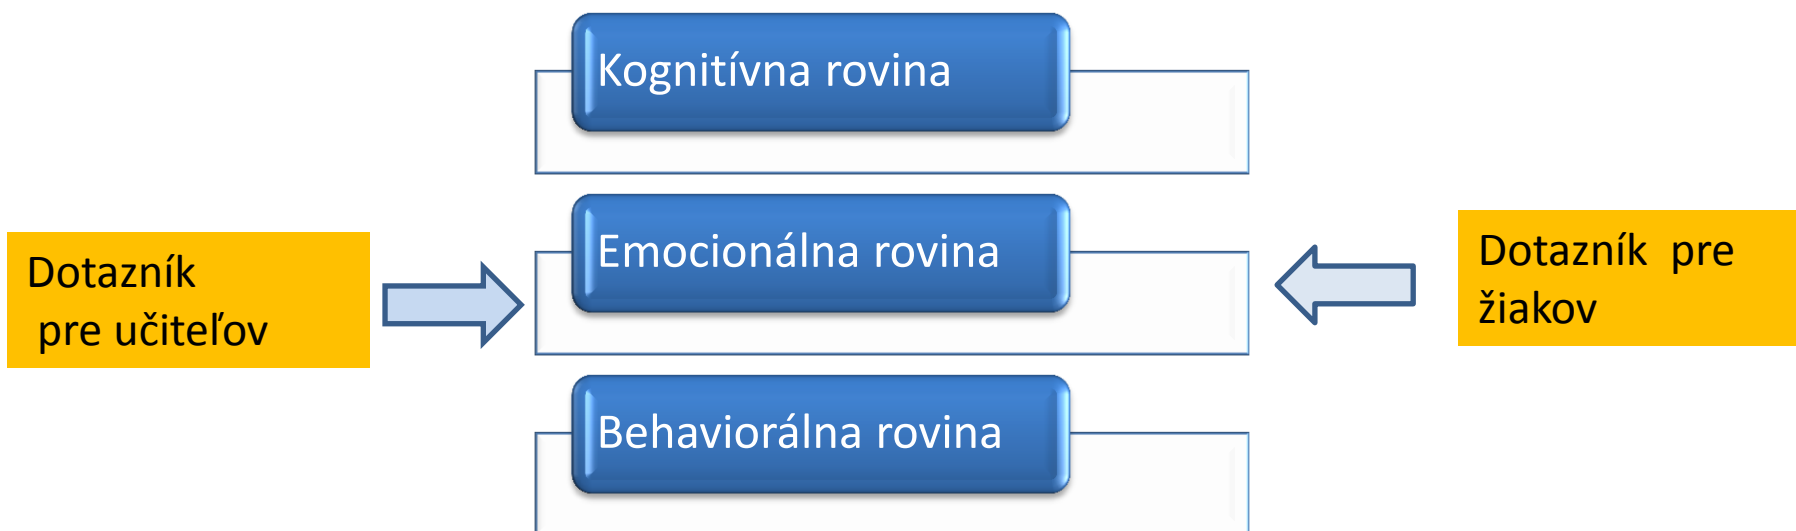 Kognitívna rovina
Emocionálna rovina
Behaviorálna rovina
Dotazník
pre učiteľov
Dotazník pre
žiakov